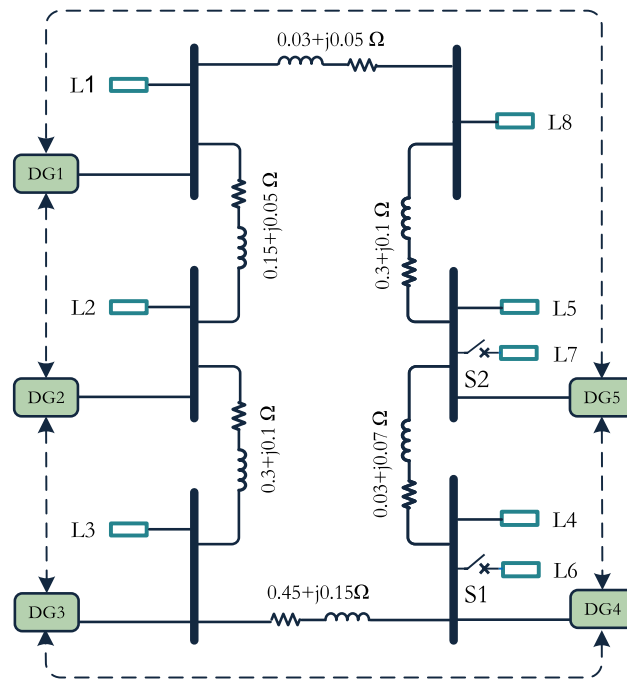 0.03+j0.05 Ω
L1
L8
DG1
0.15+j0.05 Ω
0.3+j0.1 Ω
L2
L5
L7
S2
DG2
DG5
0.3+j0.1 Ω
0.03+j0.07 Ω
L3
L4
L6
S1
0.45+j0.15Ω
DG3
DG4